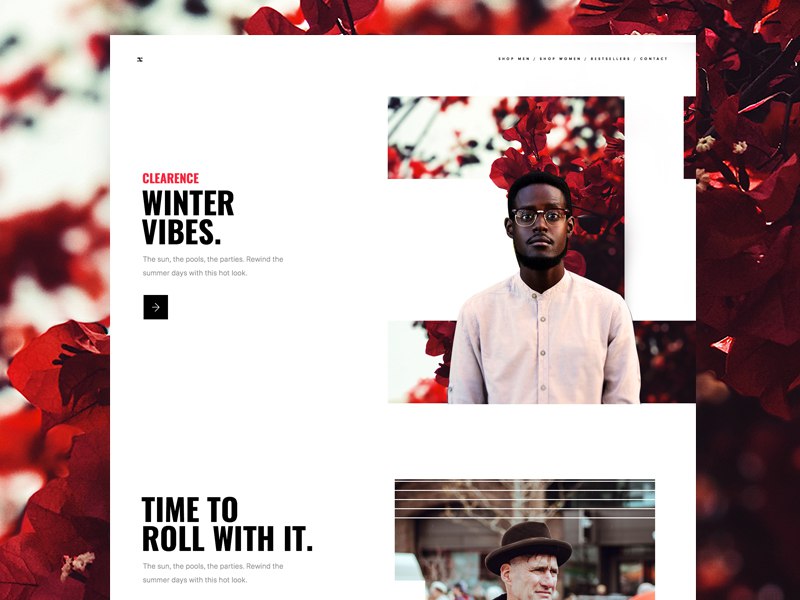 SHOP MEN / SHOP WOMEN / BESTSELLERS / CONTACT
CLEARENCE
WINTER
VIBES.
The sun, the pools, the parties. Rewind the
summer days with this hot look.
TIME TO
ROLL WITH IT.
The sun, the pools, the parties. Rewind the
summer days with this hot look.